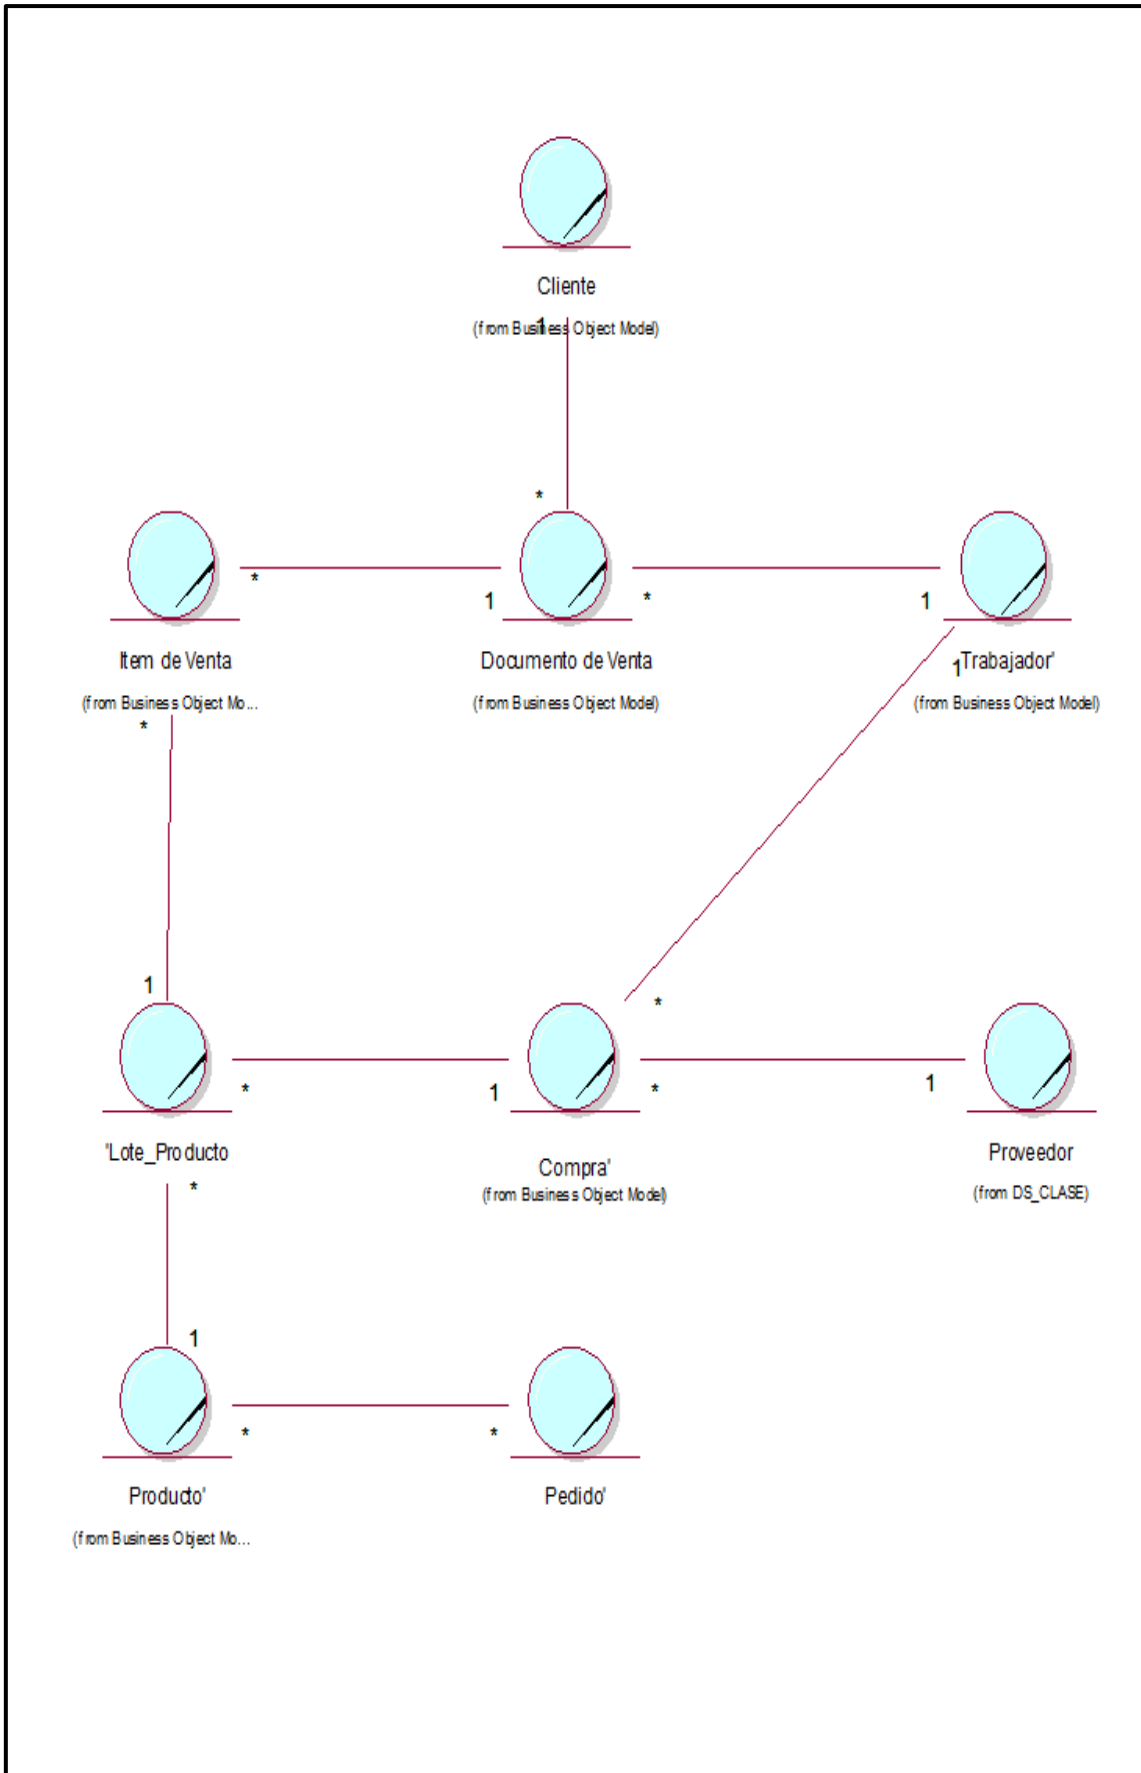 Cliente
(from Business Object Model)
1
*
* 1 * 1
Item de Venta Documento de Venta 'Trabajador'
1
(from Business Object Mo... (from Business Object Model) (from Business Object Model)
*
1 *
* 1 * 1
'Lote_Producto Compra' Proveedor
* (from Business Object Model) (from DS_CLASE)
1
* *
Producto' Pedido'
(from Business Object Mo...